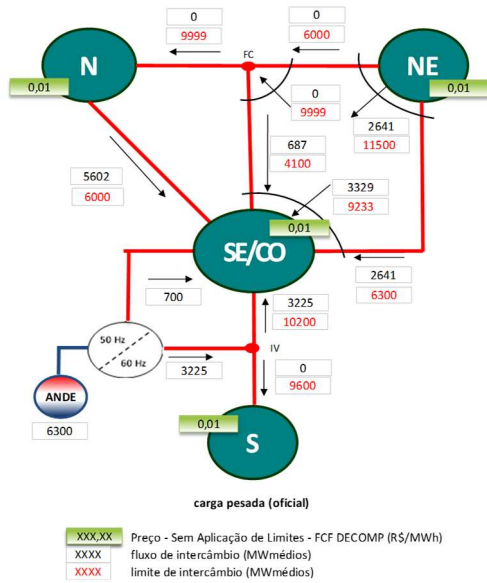 0
9999
FC
0
6000
N
0,01
NE
0,01
0
9999
2641
11500
687
4100
5602
6000
3329
9233
0,01
SE/CO
2641
6300
700
3225
10200
50 Hz
60 Hz
IV
3225
0
9600
ANDE
6300
0,01
S
carga pesada (oficial)
XXX,XX Preço - Sem Aplicação de Limites - FCF DECOMP (R$/MWh)
XXXX fluxo de intercâmbio (MWmédios)
XXXX limite de intercâmbio (MWmédios)